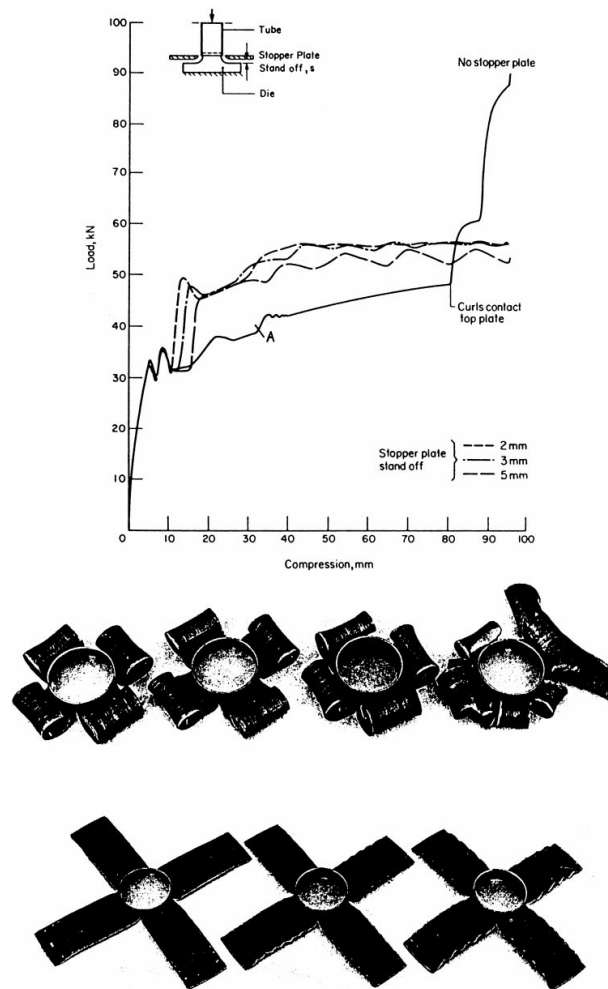 Tube
Stopper Plate
Stand off, s
Die
No stopper plate
100
90
80
70
60
50
40
30
20
10
Load, kN
A
Curls contact
top plate
Stopper plate
stand off
2 mm
3 mm
5 mm
0
10 20 30 40 50 60 70 80 90 100
Compression, mm